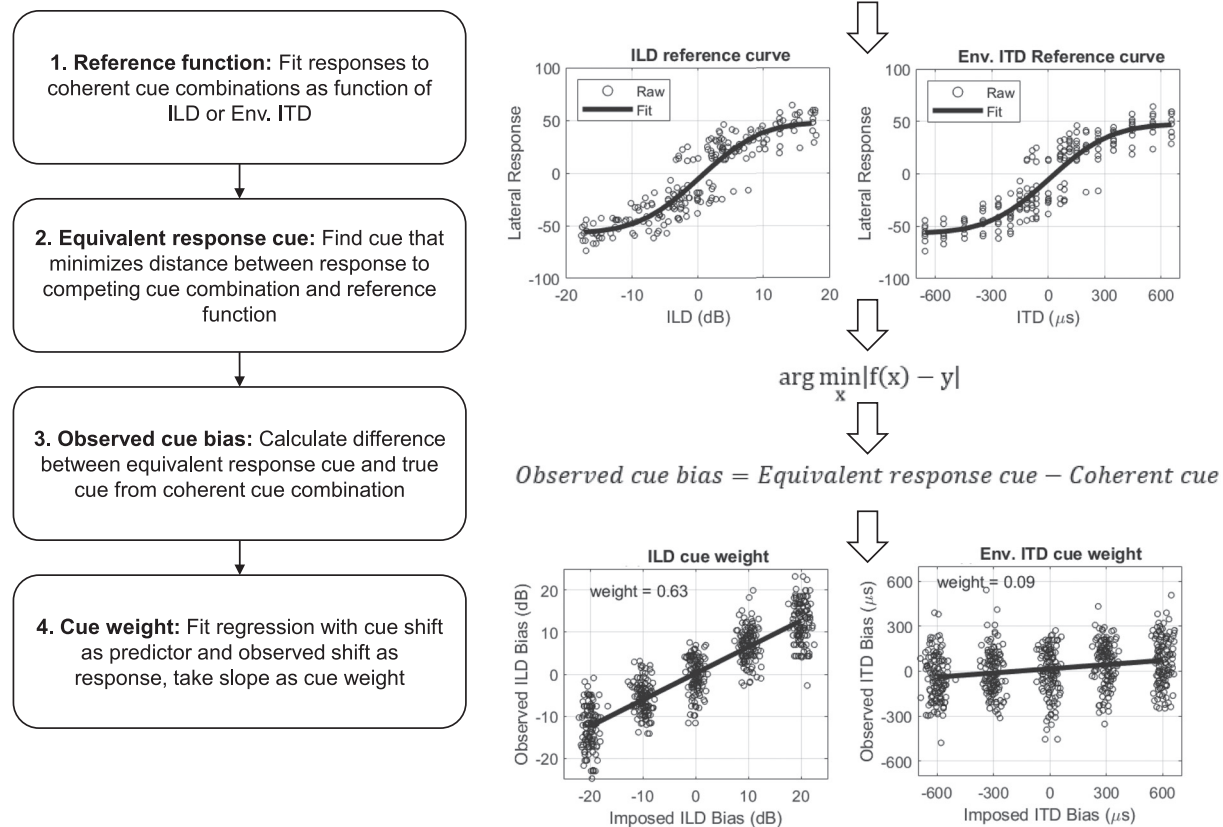 1. Reference function: Fit responses to
coherent cue combinations as function of
ILD or Env. ITD
2. Equivalent response cue: Find cue that
minimizes distance between response to
competing cue combination and reference
function
3. Observed cue bias: Calculate difference
between equivalent response cue and true
cue from coherent cue combination
4. Cue weight: Fit regression with cue shift
as predictor and observed shift as
response, take slope as cue weight
ILD reference curve
100
50
0
-50
-100
Lateral Response
Raw
Fit
-20
-10
0
10
20
ILD (dB)
Env. ITD Reference curve
100
50
0
-50
-100
Lateral Response
Raw
Fit
-600
-300
0
300
600
ITD (μs)
arg min|f(x) − y|
x
Observed cue bias = Equivalent response cue − Coherent cue
ILD cue weight
weight = 0.63
20
10
0
-10
-20
Observed ILD Bias (dB)
-20
-10
0
10
20
Imposed ILD Bias (dB)
Env. ITD cue weight
weight = 0.09
600
300
0
-300
-600
Observed ITD Bias (μs)
-600
-300
0
300
600
Imposed ITD Bias (μs)